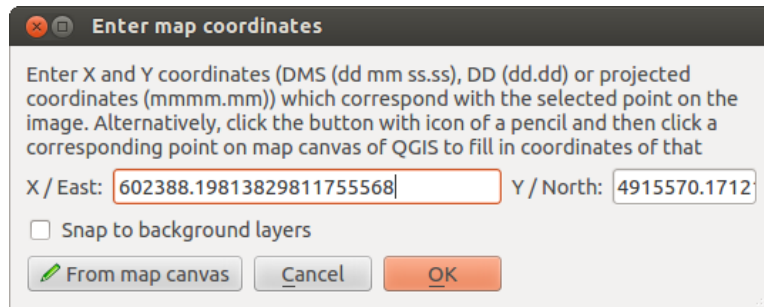 Enter map coordinates
Enter X and Y coordinates (DMS (dd mm ss.ss), DD (dd.dd) or projected
coordinates (mmmm.mm)) which correspond with the selected point on the
image. Alternatively, click the button with icon of a pencil and then click a
corresponding point on map canvas of QGIS to fill in coordinates of that
X / East: 602388.19813829811755568 Y / North: 4915570.1712
Snap to background layers
From map canvas Cancel OK